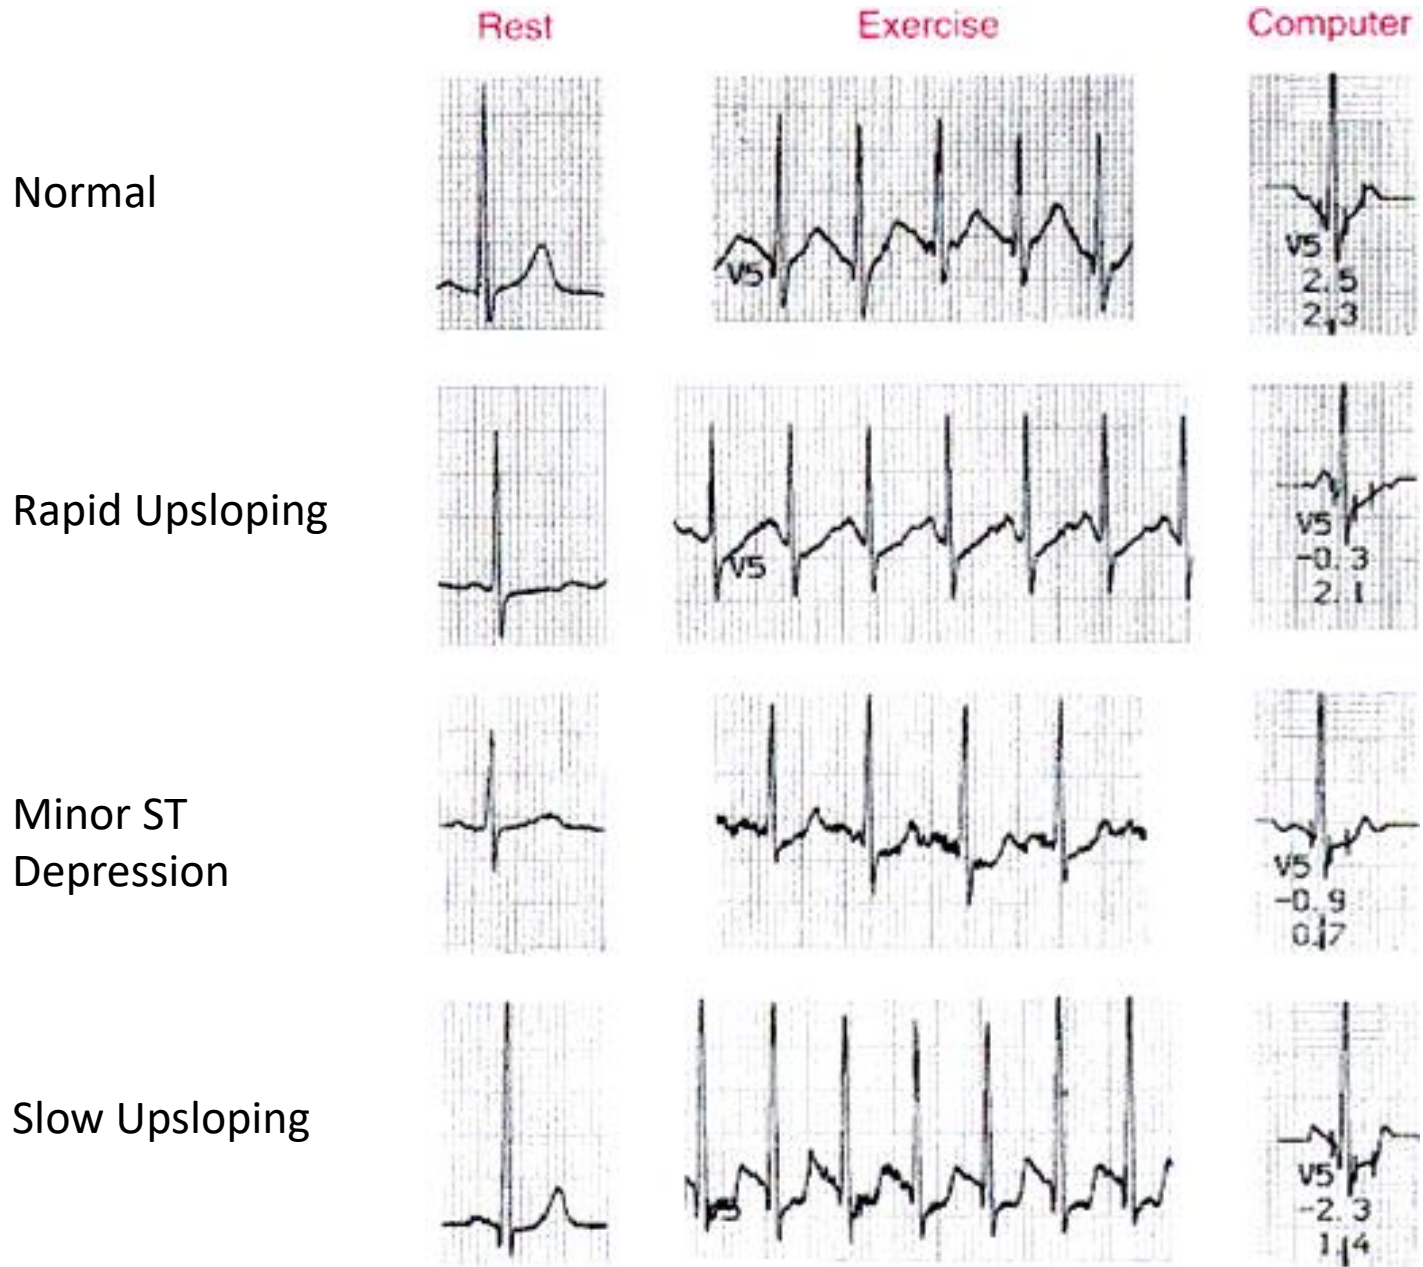 Rest Exercise Computer
Normal
V5
V5
2.5
2.3
Rapid Upsloping
V5
V5
-0.3
2.1
Minor ST
Depression
V5
-0.9
0.7
Slow Upsloping
V5
V5
-2.3
1.4